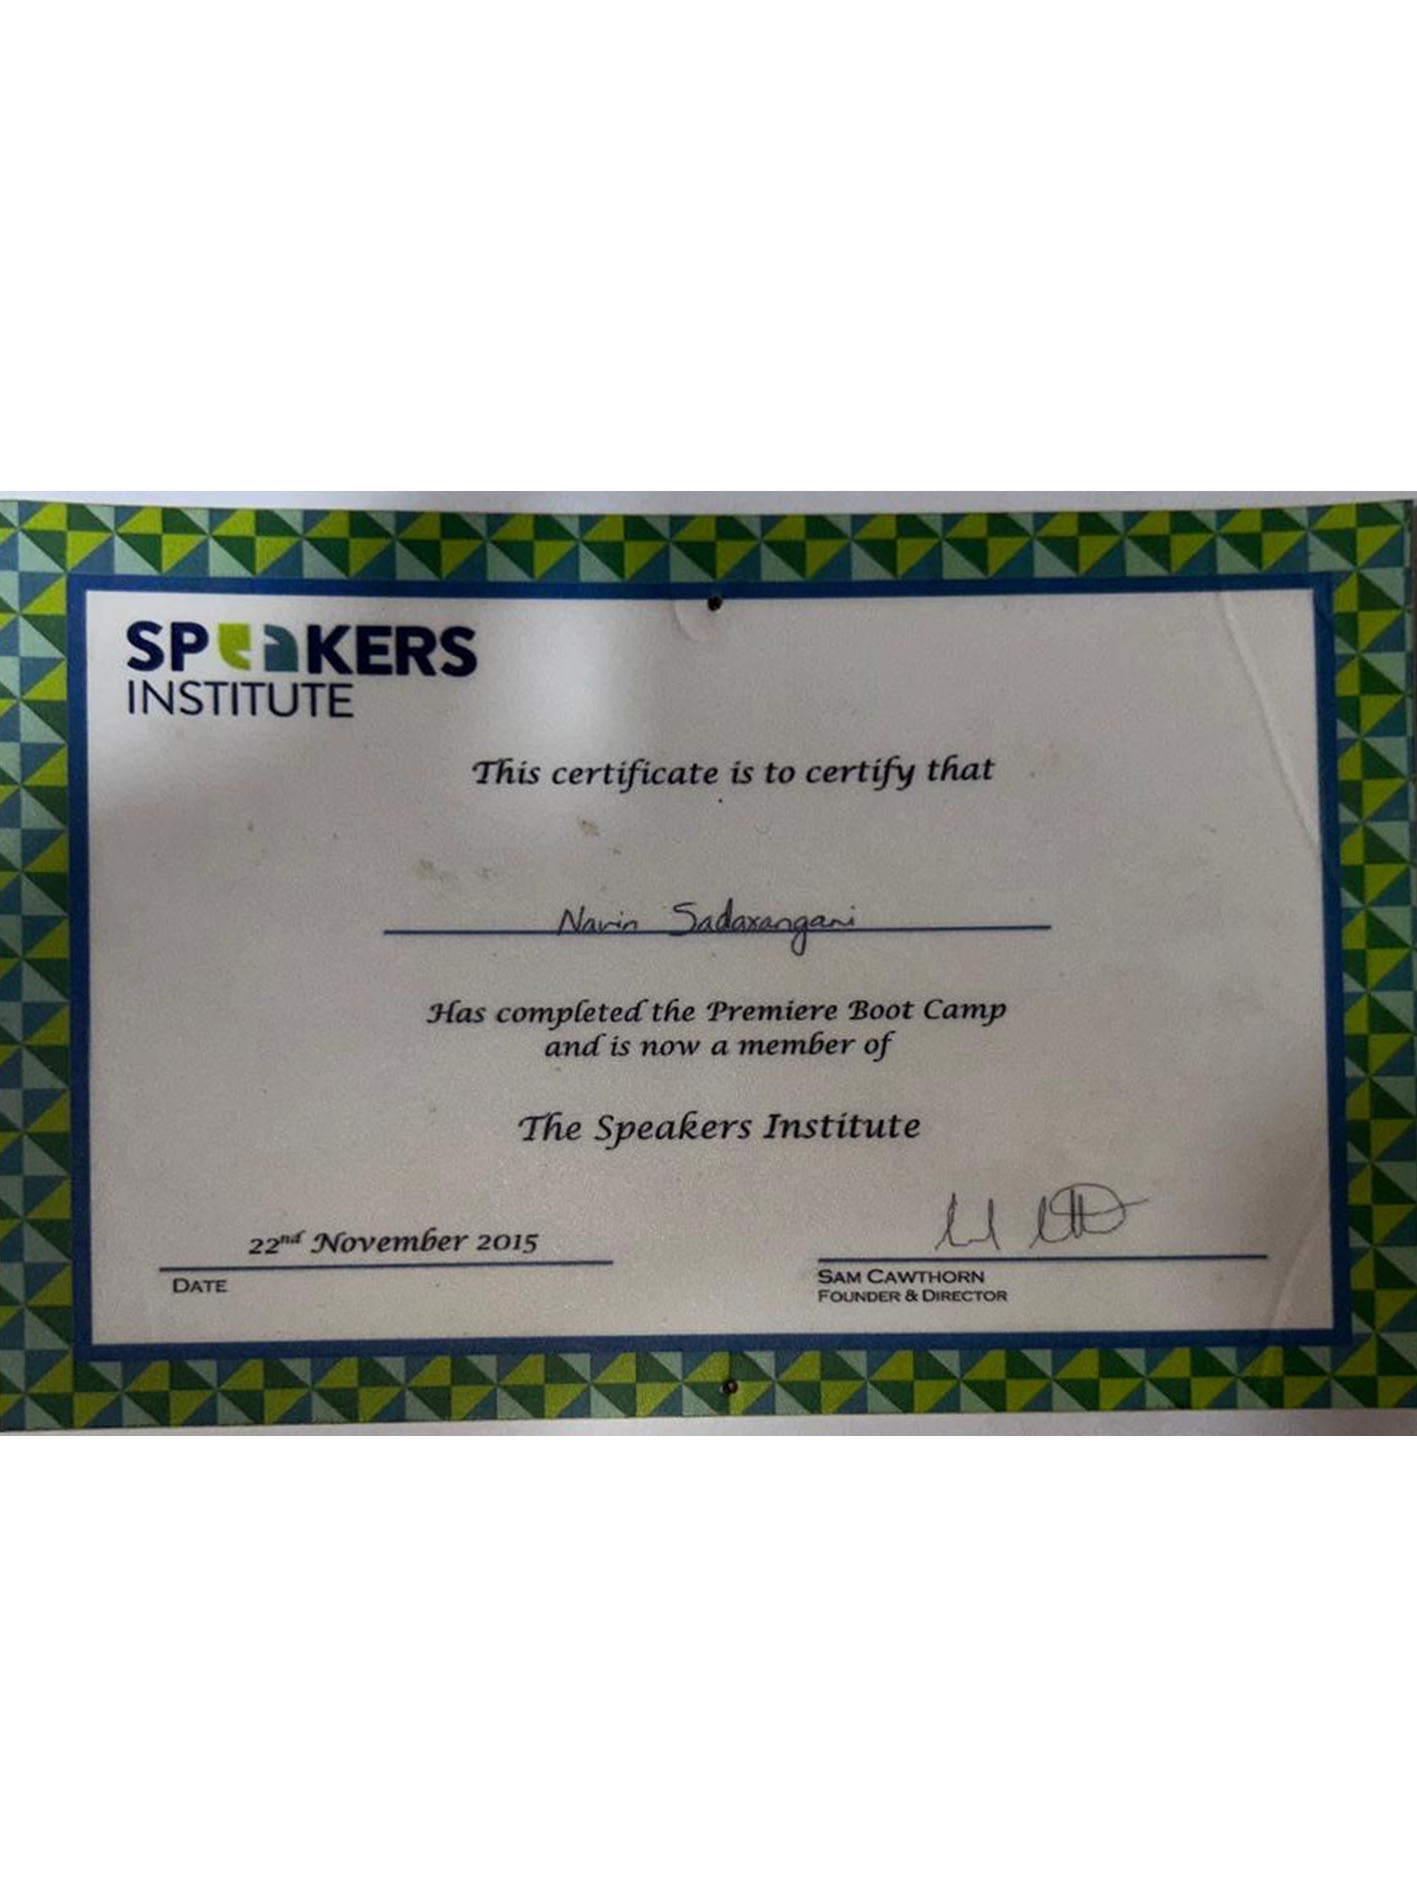 SPEAKERS
INSTITUTE
This certificate is to certify that
Navin Sadarangani
Has completed the Premiere Boot Camp
and is now a member of
The Speakers Institute
22nd November 2015
DATE
SAM CAWTHORN
FOUNDER & DIRECTOR